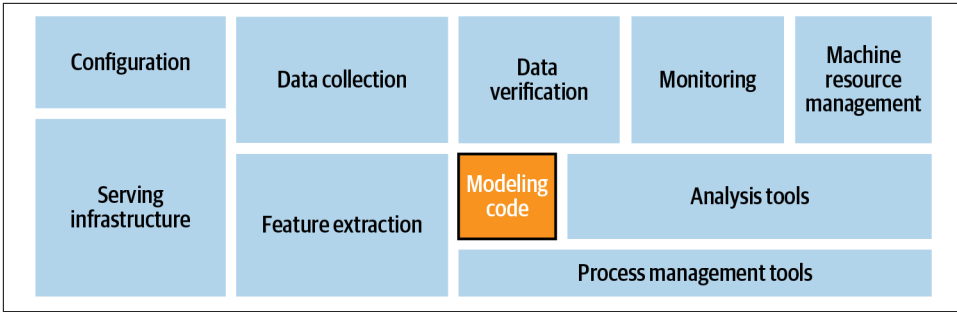 Configuration
Serving
infrastructure
Data collection
Feature extraction
Data
verification
Monitoring
Machine
resource
management
Modeling
code
Analysis tools
Process management tools